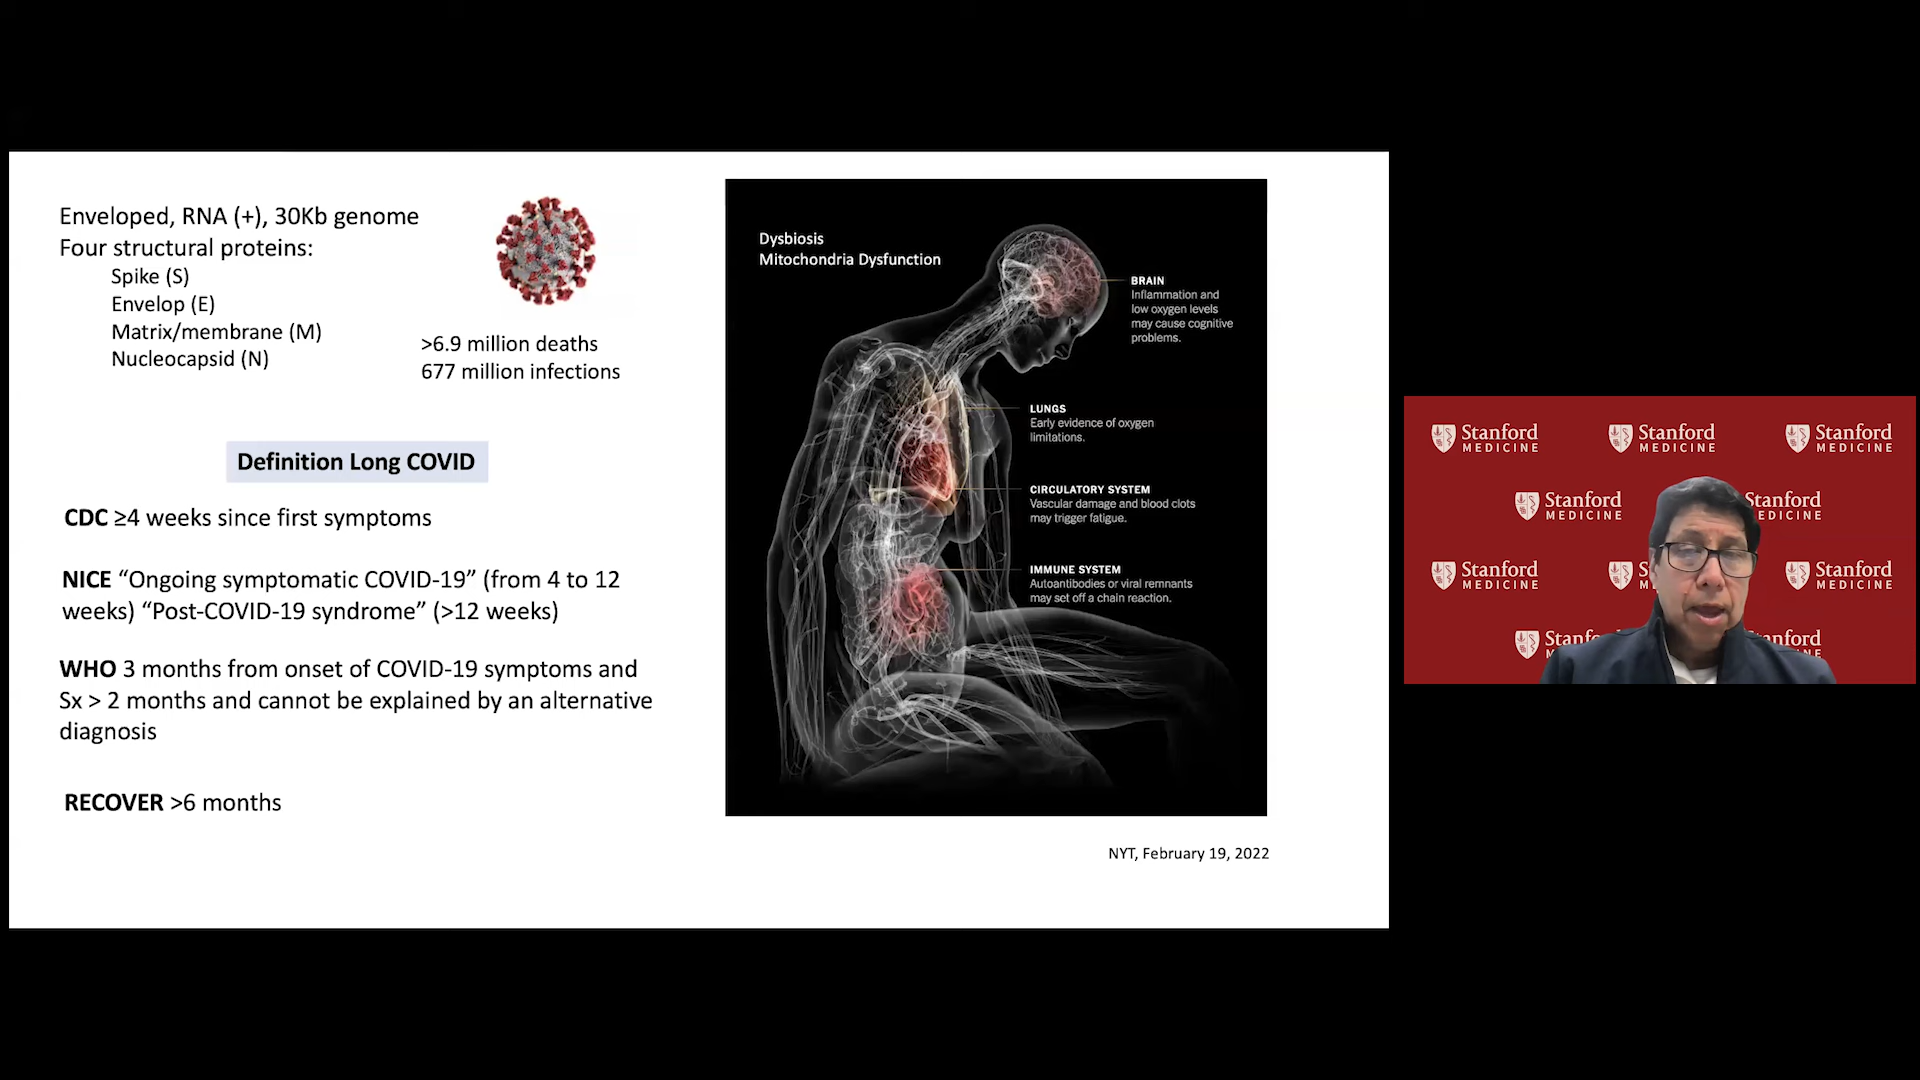 Enveloped, RNA (+), 30Kb genome
Four structural proteins:
Spike (S)
Envelop (E)
Matrix/membrane (M)
Nucleocapsid (N)
>6.9 million deaths
677 million infections
Definition Long COVID
CDC ≥4 weeks since first symptoms
NICE “Ongoing symptomatic COVID-19” (from 4 to 12
weeks) “Post-COVID-19 syndrome” (>12 weeks)
WHO 3 months from onset of COVID-19 symptoms and
Sx > 2 months and cannot be explained by an alternative
diagnosis
RECOVER >6 months
Dysbiosis
Mitochondria Dysfunction
BRAIN
Inflammation and
low oxygen levels
may cause cognitive
problems.
LUNGS
Early evidence of oxygen
limitations.
CIRCULATORY SYSTEM
Vascular damage and blood clots
may trigger fatigue.
IMMUNE SYSTEM
Autoantibodies or viral remnants
may set off a chain reaction.
NYT, February 19, 2022
Stanford Stanford Stanford
MEDICINE MEDICINE MEDICINE
Stanford Stanford
MEDICINE EDICINE
Stanford S Stanford
MEDICINE M MEDICINE
Stanf nford
M NE